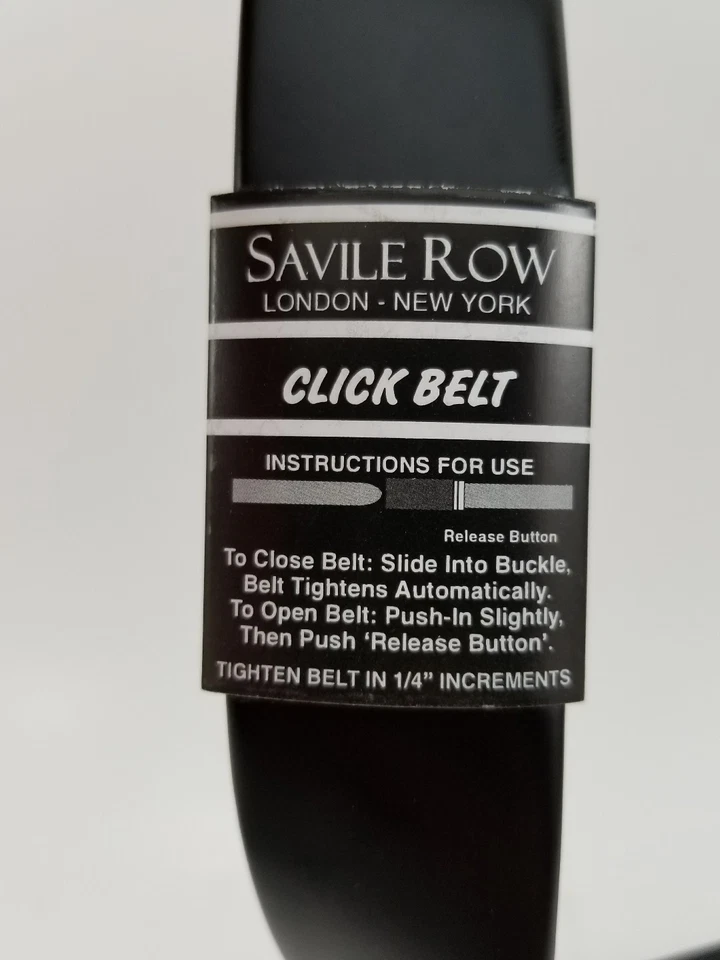 SAVILE ROW
LONDON - NEW YORK
CLICK BELT
INSTRUCTIONS FOR USE
Release Button
To Close Belt: Slide Into Buckle,
Belt Tightens Automatically.
To Open Belt: Push-In Slightly,
Then Push ‘Release Button’.
TIGHTEN BELT IN 1/4” INCREMENTS